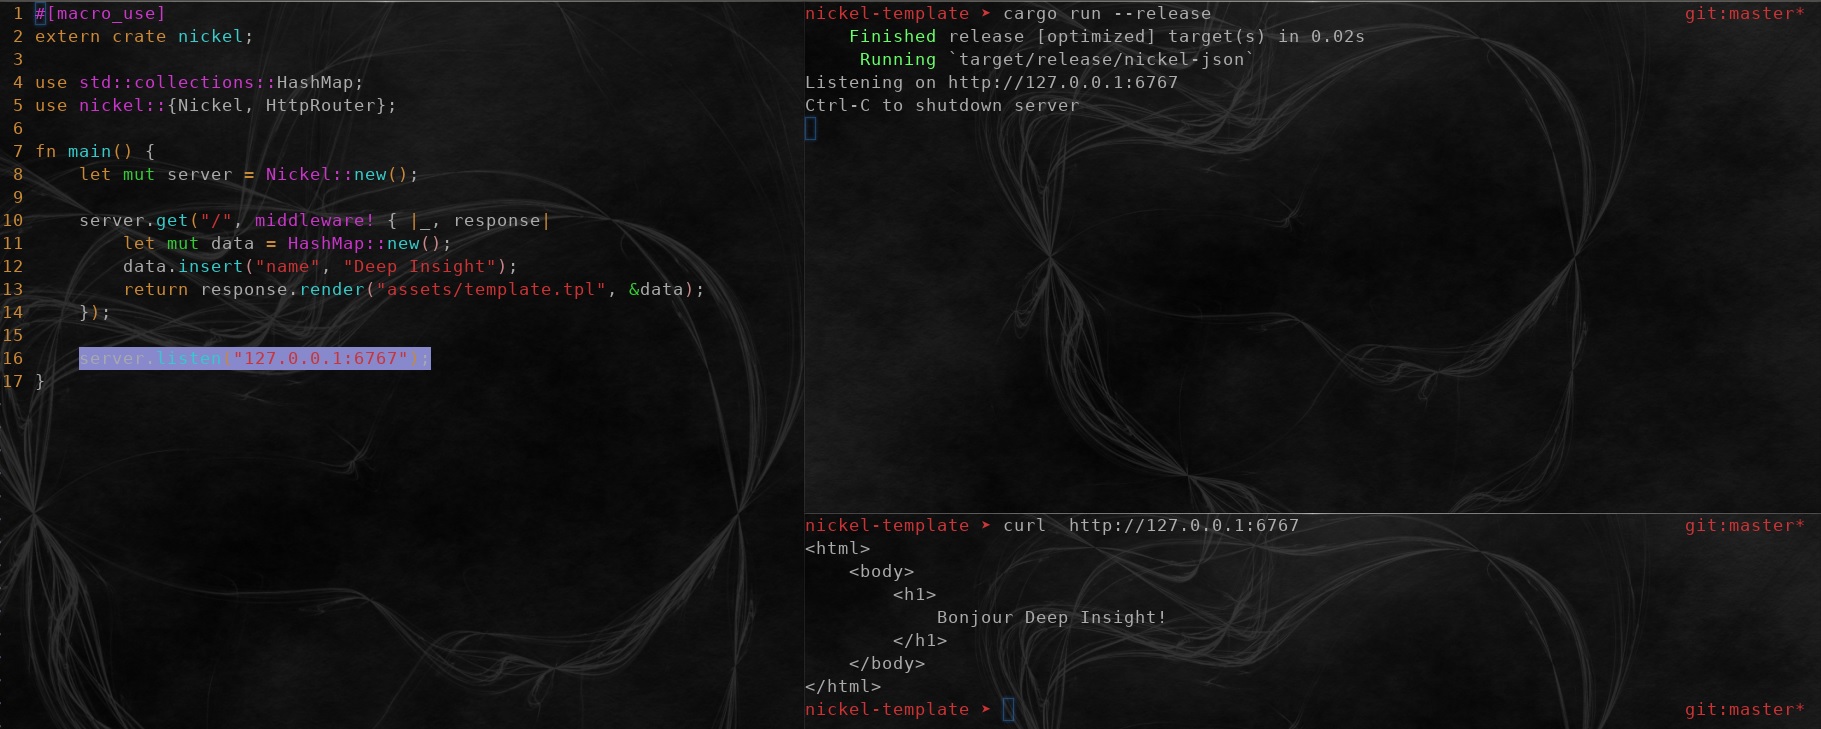 1 #[macro_use]
2 extern crate nickel;
3
4 use std::collections::HashMap;
5 use nickel::{Nickel, HttpRouter};
6
7 fn main() {
8     let mut server = Nickel::new();
9
10     server.get("/", middleware! { |_, response|
11         let mut data = HashMap::new();
12         data.insert("name", "Deep Insight");
13         return response.render("assets/template.tpl", &data);
14     });
15
16     server.listen("127.0.0.1:6767");
17 }
nickel-template ➤ cargo run --release git:master*
    Finished release [optimized] target(s) in 0.02s
     Running `target/release/nickel-json`
Listening on http://127.0.0.1:6767
Ctrl-C to shutdown server
nickel-template ➤ curl  http://127.0.0.1:6767 git:master*
<html>
    <body>
        <h1>
            Bonjour Deep Insight!
        </h1>
    </body>
</html>
nickel-template ➤ git:master*